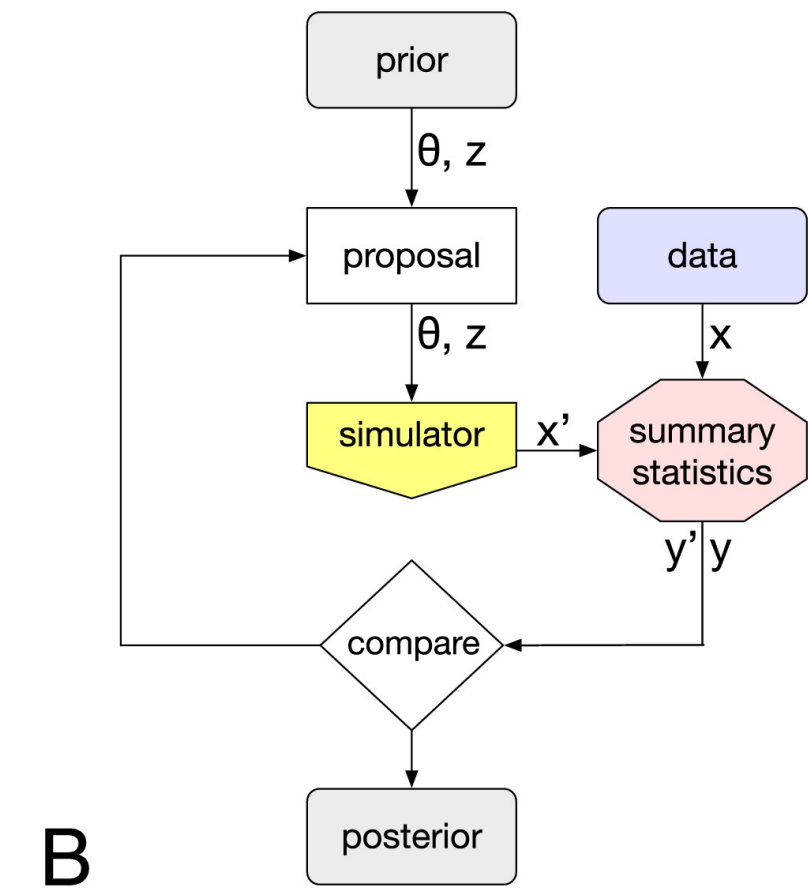 prior
θ, z
proposal
data
θ, z
x
simulator
x’
summary
statistics
y’ y
compare
posterior
B